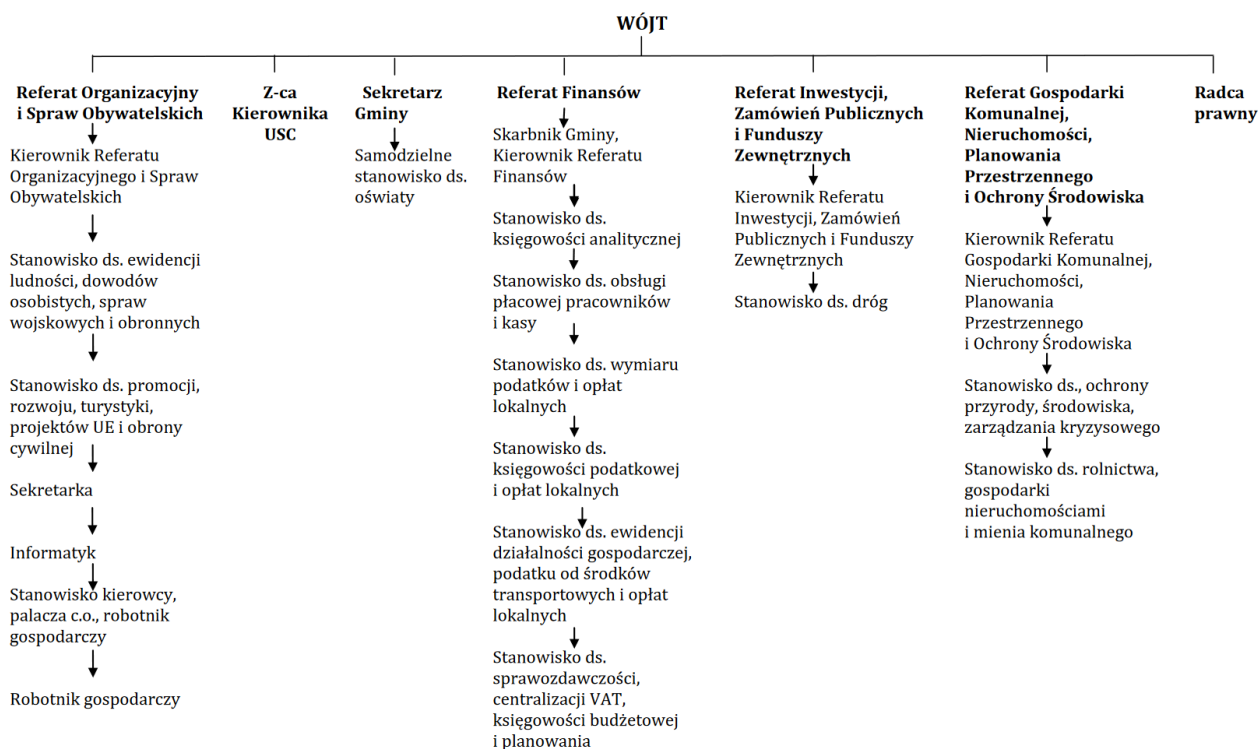 WÓJT
Referat Organizacyjny
i Spraw Obywatelskich
Kierownik Referatu
Organizacyjnego i Spraw
Obywatelskich
Stanowisko ds. ewidencji
ludności, dowodów
osobistych, spraw
wojskowych i obronnych
Stanowisko ds. promocji,
rozwoju, turystyki,
projektów UE i obrony
cywilnej
Sekretarka
Informatyk
Stanowisko kierowcy,
palacza c.o., robotnik
gospodarczy
Robotnik gospodarczy
Z-ca
Kierownika
USC
Sekretarz
Gminy
Samodzielne
stanowisko ds.
oświaty
Referat Finansów
Skarbnik Gminy,
Kierownik Referatu
Finansów
Stanowisko ds.
księgowości analitycznej
Stanowisko ds. obsługi
płacowej pracowników
i kasy
Stanowisko ds. wymiaru
podatków i opłat
lokalnych
Stanowisko ds.
księgowości podatkowej
i opłat lokalnych
Stanowisko ds. ewidencji
działalności gospodarczej,
podatku od środków
transportowych i opłat
lokalnych
Stanowisko ds.
sprawozdawczości,
centralizacji VAT,
księgowości budżetowej
i planowania
Referat Inwestycji,
Zamówień Publicznych
i Funduszy
Zewnętrznych
Kierownik Referatu
Inwestycji, Zamówień
Publicznych i Funduszy
Zewnętrznych
Stanowisko ds. dróg
Referat Gospodarki
Komunalnej,
Nieruchomości,
Planowania
Przestrzennego
i Ochrony Środowiska
Kierownik Referatu
Gospodarki Komunalnej,
Nieruchomości,
Planowania
Przestrzennego
i Ochrony Środowiska
Stanowisko ds., ochrony
przyrody, środowiska,
zarządzania kryzysowego
Stanowisko ds. rolnictwa,
gospodarki
nieruchomościami
i mienia komunalnego
Radca
prawny